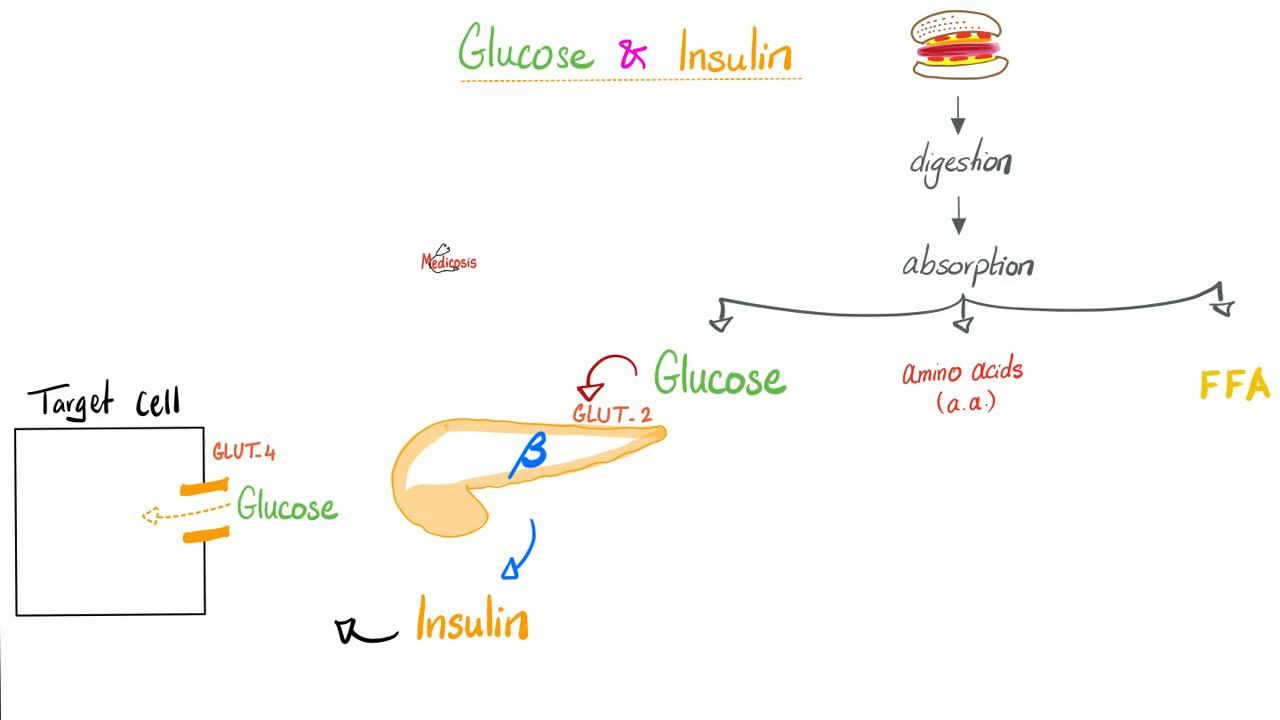 Glucose & Insulin
digestion
absorption
Medicosis
Glucose
amino acids
(a.a.)
FFA
GLUT-2
β
Target cell
GLUT-4
Glucose
Insulin